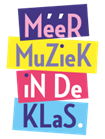 MééR
MuZieK
iN De
KLaS.